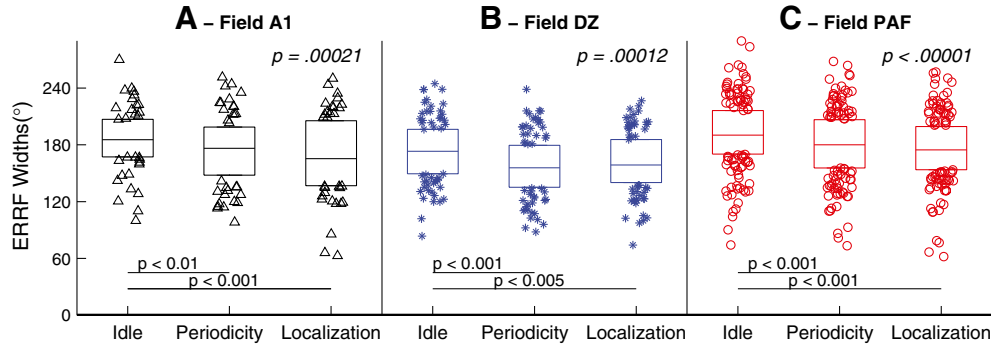 A – Field A1
B – Field DZ
C – Field PAF
p = .00021
p = .00012
p < .00001
ERRF Widths(°)
240
180
120
60
0
p < 0.01
p < 0.001
p < 0.001
p < 0.005
p < 0.001
p < 0.001
Idle Periodicity Localization
Idle Periodicity Localization
Idle Periodicity Localization